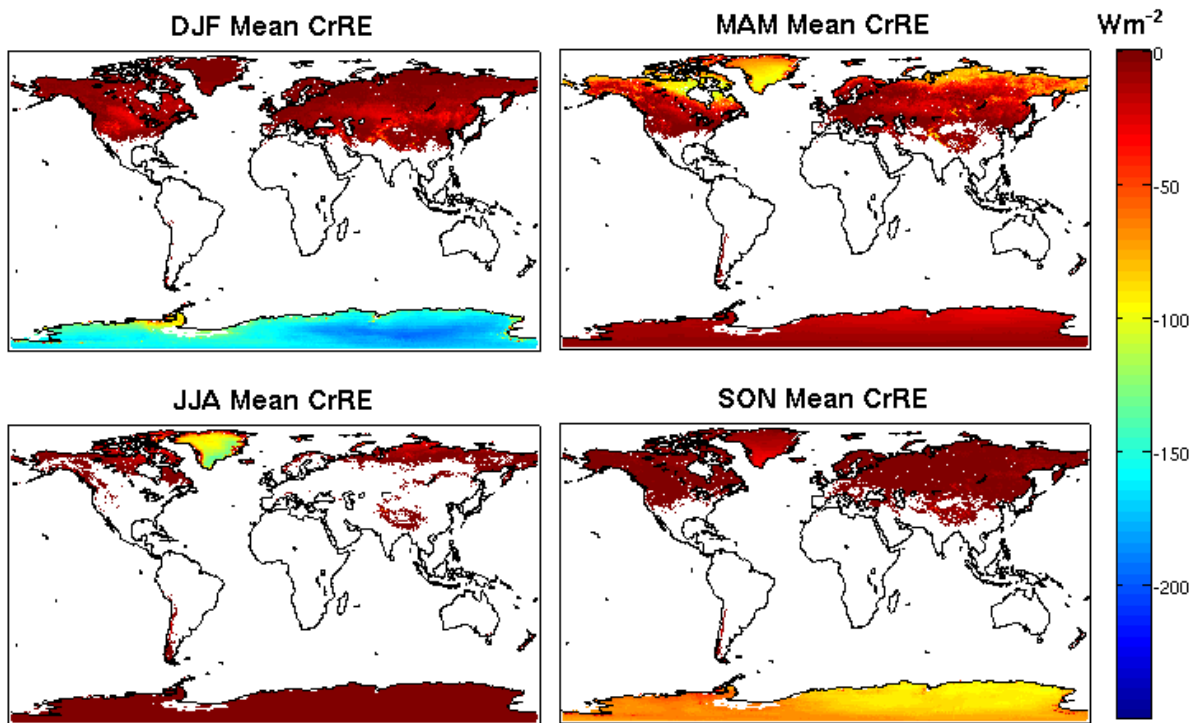 DJF Mean CrRE
MAM Mean CrRE
Wm⁻²
0
-50
-100
-150
-200
JJA Mean CrRE
SON Mean CrRE